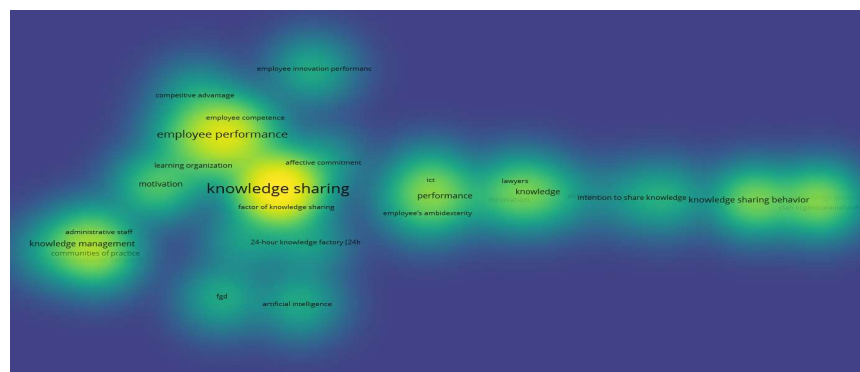 employee innovation performanc
competitive advantage
employee competence
employee performance
learning organization
affective commitment
motivation
knowledge sharing
factor of knowledge sharing
administrative staff
knowledge management
communities of practice
24-hour knowledge factory [24h
fgd
artificial intelligence
ict
performance
employee's ambidexterity
lawyers
knowledge
intention to share knowledge
knowledge sharing behavior